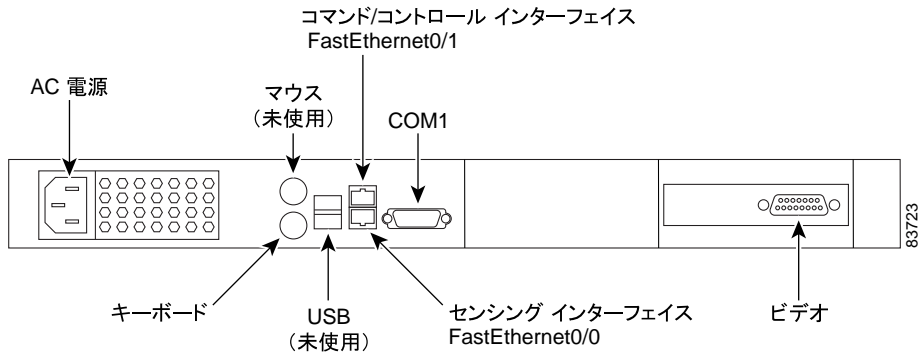 コマンド/コントロール インターフェイス
FastEthernet0/1
AC 電源
マウス
（未使用）
COM1
83723
キーボード
USB
（未使用）
センシング インターフェイス
FastEthernet0/0
ビデオ